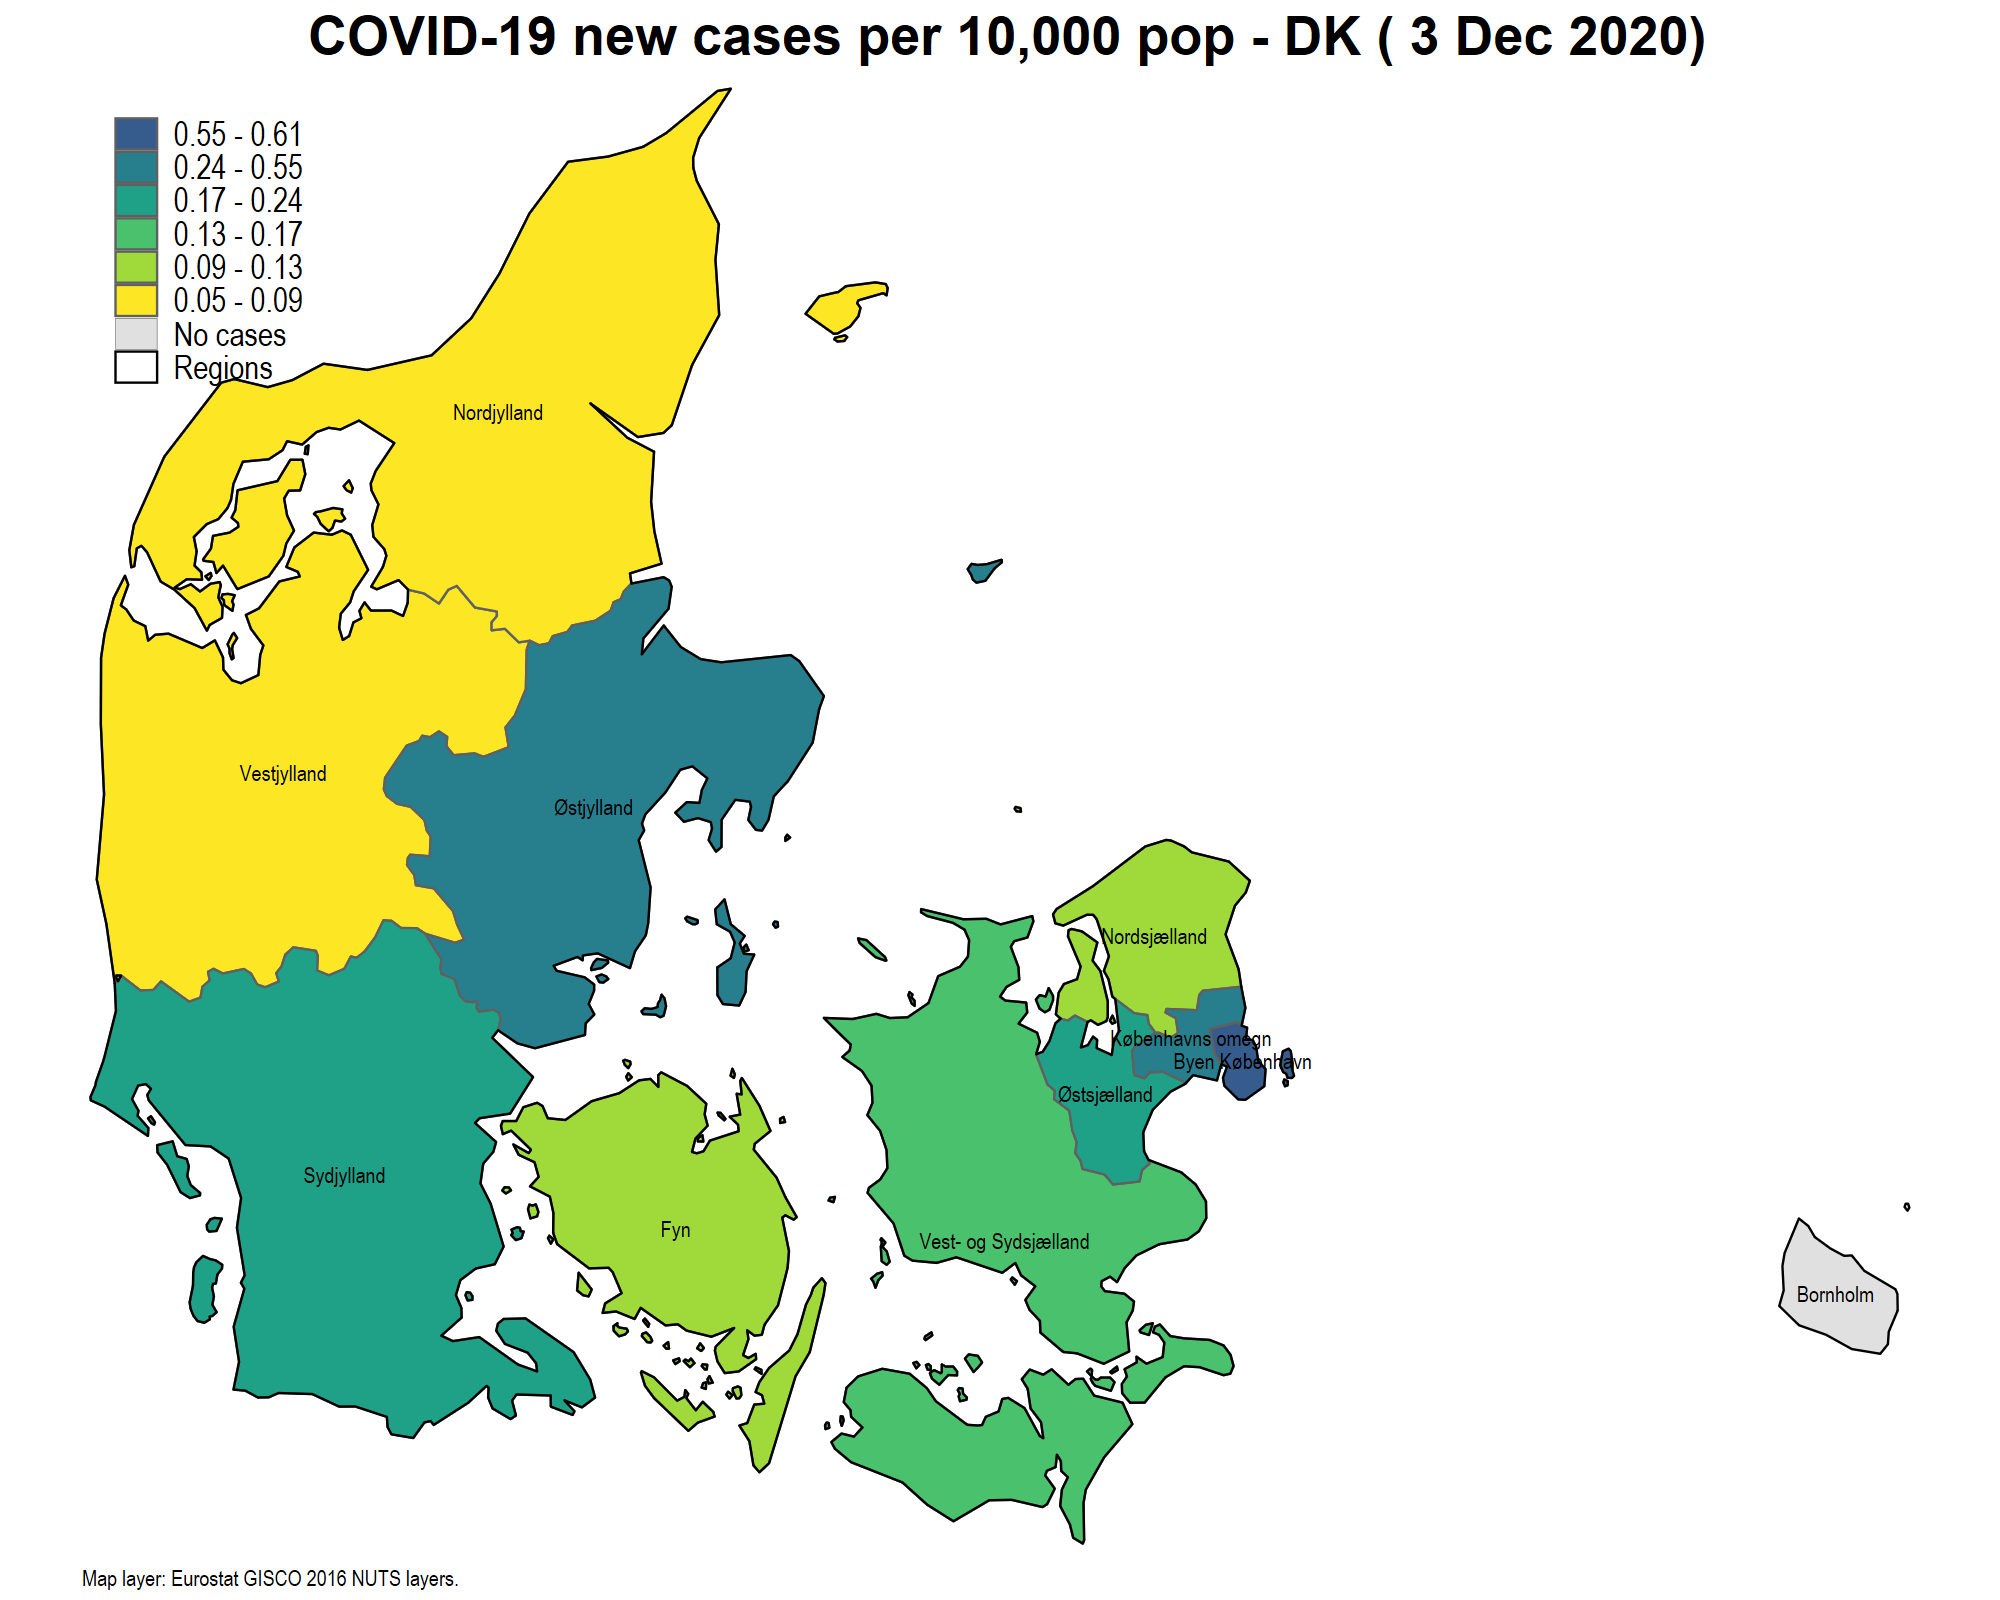 COVID-19 new cases per 10,000 pop - DK ( 3 Dec 2020)
0.55 - 0.61
0.24 - 0.55
0.17 - 0.24
0.13 - 0.17
0.09 - 0.13
0.05 - 0.09
No cases
Regions
Nordjylland
Vestjylland
Østjylland
Nordsjælland
Københavns omegn
Byen København
Østsjælland
Sydjylland
Fyn
Vest- og Sydsjælland
Bornholm
Map layer: Eurostat GISCO 2016 NUTS layers.